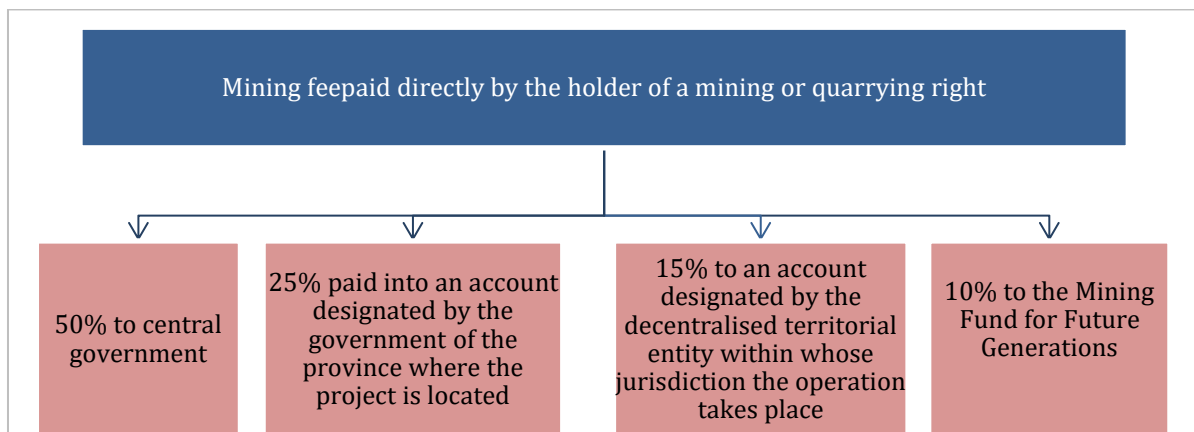 Mining feepaid directly by the holder of a mining or quarrying right
50% to central
government
25% paid into an account
designated by the
government of the
province where the
project is located
15% to an account
designated by the
decentralised territorial
entity within whose
jurisdiction the operation
takes place
10% to the Mining
Fund for Future
Generations